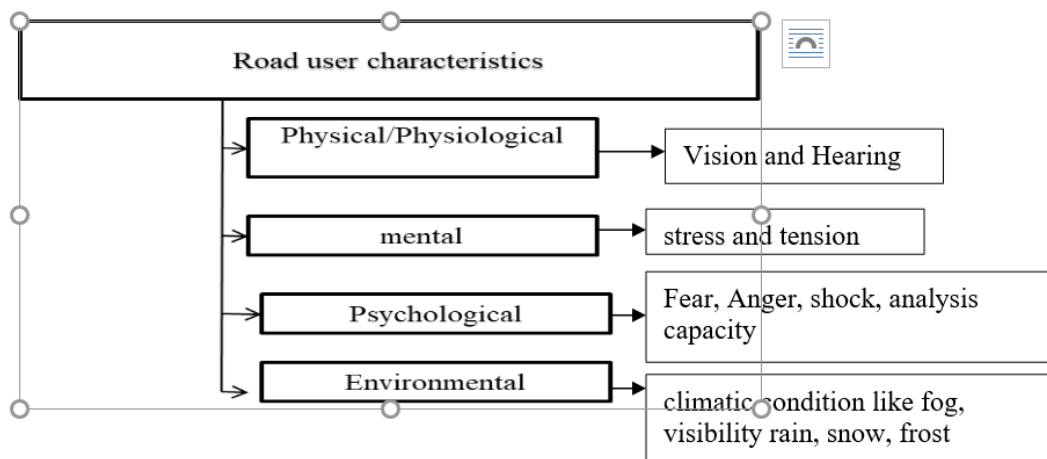 Road user characteristics
Physical/Physiological
Vision and Hearing
mental
stress and tension
Psychological
Fear, Anger, shock, analysis
capacity
Environmental
climatic condition like fog,
visibility rain, snow, frost